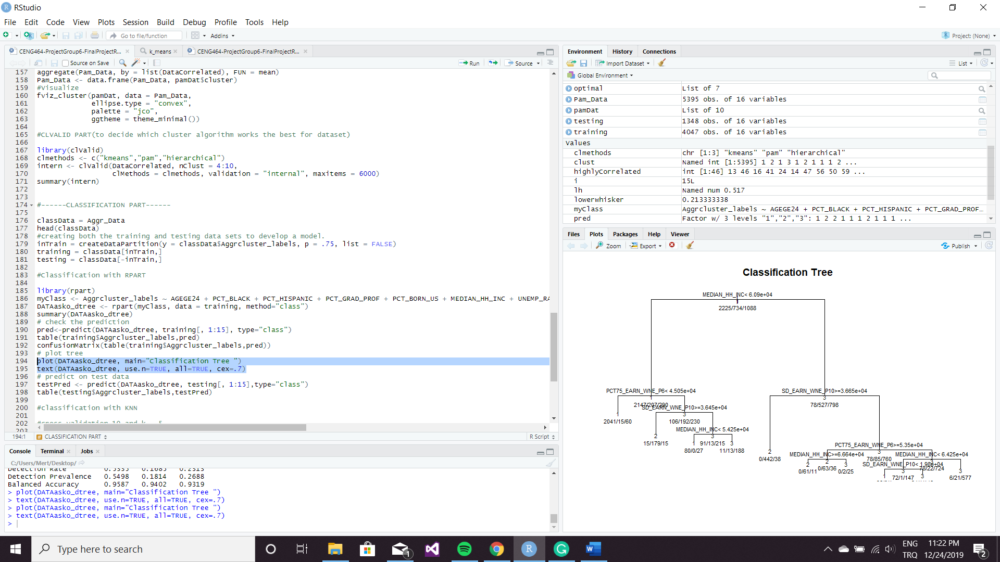 RStudio
File Edit Code View Plots Session Build Debug Profile Tools Help
Go to file/function Addins
Project: (None)
CENG464-ProjectGroup6-FinalProjectR... k_means CENG464-ProjectGroup6-FinalProjectR...
Source on Save Run Source
157 aggregate(Pam_Data, by = list(DataCorrelated), FUN = mean)
158 Pam_Data <- data.frame(Pam_Data, pamDat$cluster)
159 #Visualize
160 fviz_cluster(pamDat, data = Pam_Data,
161 ellipse.type = "convex",
162 palette = "jco",
163 ggtheme = theme_minimal())
164
165 #CLVALID PART(to decide which cluster algorithm works the best for dataset)
166
167 library(clValid)
168 clmethods <- c("kmeans","pam","hierarchical")
169 intern <- clValid(DataCorrelated, nClust = 4:10,
170 clMethods = clmethods, validation = "internal", maxitems = 6000)
171 summary(intern)
172
173
174 #------CLASSIFICATION PART------
175
176 classData = Aggr_Data
177 head(classData)
178 #creating both the training and testing data sets to develop a model.
179 inTrain = createDataPartition(y = classData$Aggrcluster_labels, p = .75, list = FALSE)
180 training = classData[inTrain,]
181 testing = classData[-inTrain,]
182
183 #Classification with RPART
184
185 library(rpart)
186 myClass <- Aggrcluster_labels ~ AGEGE24 + PCT_BLACK + PCT_HISPANIC + PCT_GRAD_PROF + PCT_BORN_US + MEDIAN_HH_INC + UNEMP_RA
187 DATAasko_dtree <- rpart(myClass, data = training, method="class")
188 summary(DATAasko_dtree)
189 # check the prediction
190 pred<-predict(DATAasko_dtree, training[, 1:15], type="class")
191 table(training$Aggrcluster_labels,pred)
192 confusionMatrix(table(training$Aggrcluster_labels,pred))
193 # plot tree
194 plot(DATAasko_dtree, main="Classification Tree ")
195 text(DATAasko_dtree, use.n=TRUE, all=TRUE, cex=.7)
196 # predict on test data
197 testPred <- predict(DATAasko_dtree, testing[, 1:15],type="class")
198 table(testing$Aggrcluster_labels,testPred)
199
200 #classification with KNN
201
202
203
194:1 CLASSIFICATION PART R Script
Console Terminal Jobs
C:/Users/Mert/Desktop/
Detection Rate 0.5335 0.1685 0.2313
Detection Prevalence 0.5498 0.1814 0.2688
Balanced Accuracy 0.9587 0.9402 0.9319
> plot(DATAasko_dtree, main="Classification Tree ")
> text(DATAasko_dtree, use.n=TRUE, all=TRUE, cex=.7)
> plot(DATAasko_dtree, main="Classification Tree ")
> text(DATAasko_dtree, use.n=TRUE, all=TRUE, cex=.7)
>
Environment History Connections
Import Dataset List
Global Environment
optimal List of 7
Pam_Data 5395 obs. of 16 variables
pamDat List of 10
testing 1348 obs. of 16 variables
training 4047 obs. of 16 variables
Values
clmethods chr [1:3] "kmeans" "pam" "hierarchical"
clust Named int [1:5395] 1 2 1 3 1 2 1 1 1 2 ...
highlyCorrelated int [1:46] 13 46 16 41 24 14 47 56 50 59 ...
i 15L
lh Named num 0.517
lowerwhisker 0.213333338
myClass Aggrcluster_labels ~ AGEGE24 + PCT_BLACK + PCT_HISPANIC + PCT_GRAD_PROF...
pred Factor w/ 3 levels "1","2","3": 1 2 2 1 1 1 2 1 1 1 ...
Files Plots Packages Help Viewer
Zoom Export Publish
Classification Tree
MEDIAN_HH_INC< 6.09e+04
1
2225/734/1088
PCT75_EARN_WNE_P6< 4.505e+04 SD_EARN_WNE_P10>=3.665e+04
1 3
2147/207/290 78/527/798
SD_EARN_WNE_P10>=3.645e+04
1 3
2041/15/60 106/192/230
MEDIAN_HH_INC< 5.425e+04
2 3
15/179/15 91/13/215
1 3
80/0/27 11/13/188
PCT75_EARN_WNE_P6>=5.35e+04
2 3
0/442/38 78/85/760
MEDIAN_HH_INC>=6.664e+04 MEDIAN_HH_INC< 6.425e+04
2 3
0/63/36 78/22/724
SD_EARN_WNE_P10< 1.98e+04
2 3 3 3
0/61/11 0/2/25 72/1/147 6/21/577
1 3
Type here to search
1
ENG 11:22 PM
TRQ 12/24/2019
2